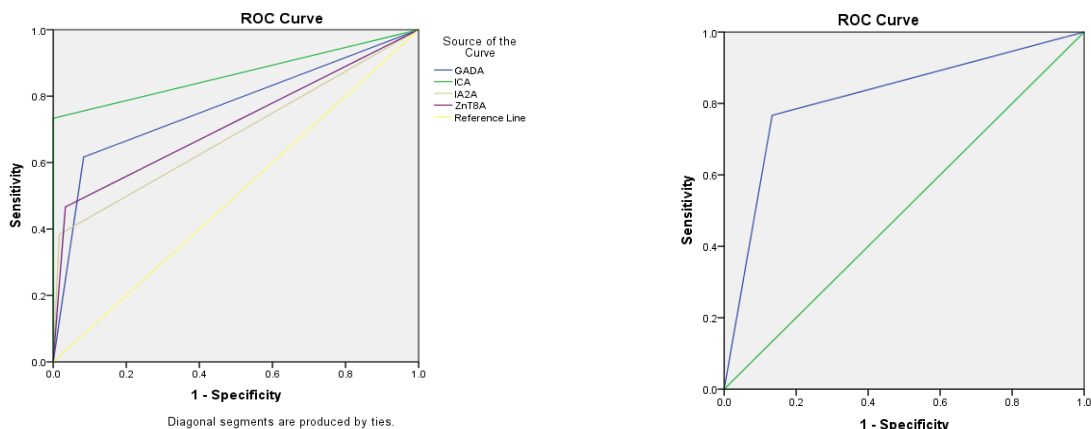 ROC Curve
1.0
0.8
0.6
0.4
0.2
0.0
Sensitivity
0.0 0.2 0.4 0.6 0.8 1.0
1 - Specificity
Diagonal segments are produced by ties.
Source of the
Curve
GADA
ICA
IA2A
ZnT8A
Reference Line
ROC Curve
1.0
0.8
0.6
0.4
0.2
0.0
Sensitivity
0.0 0.2 0.4 0.6 0.8 1.0
1 - Specificity